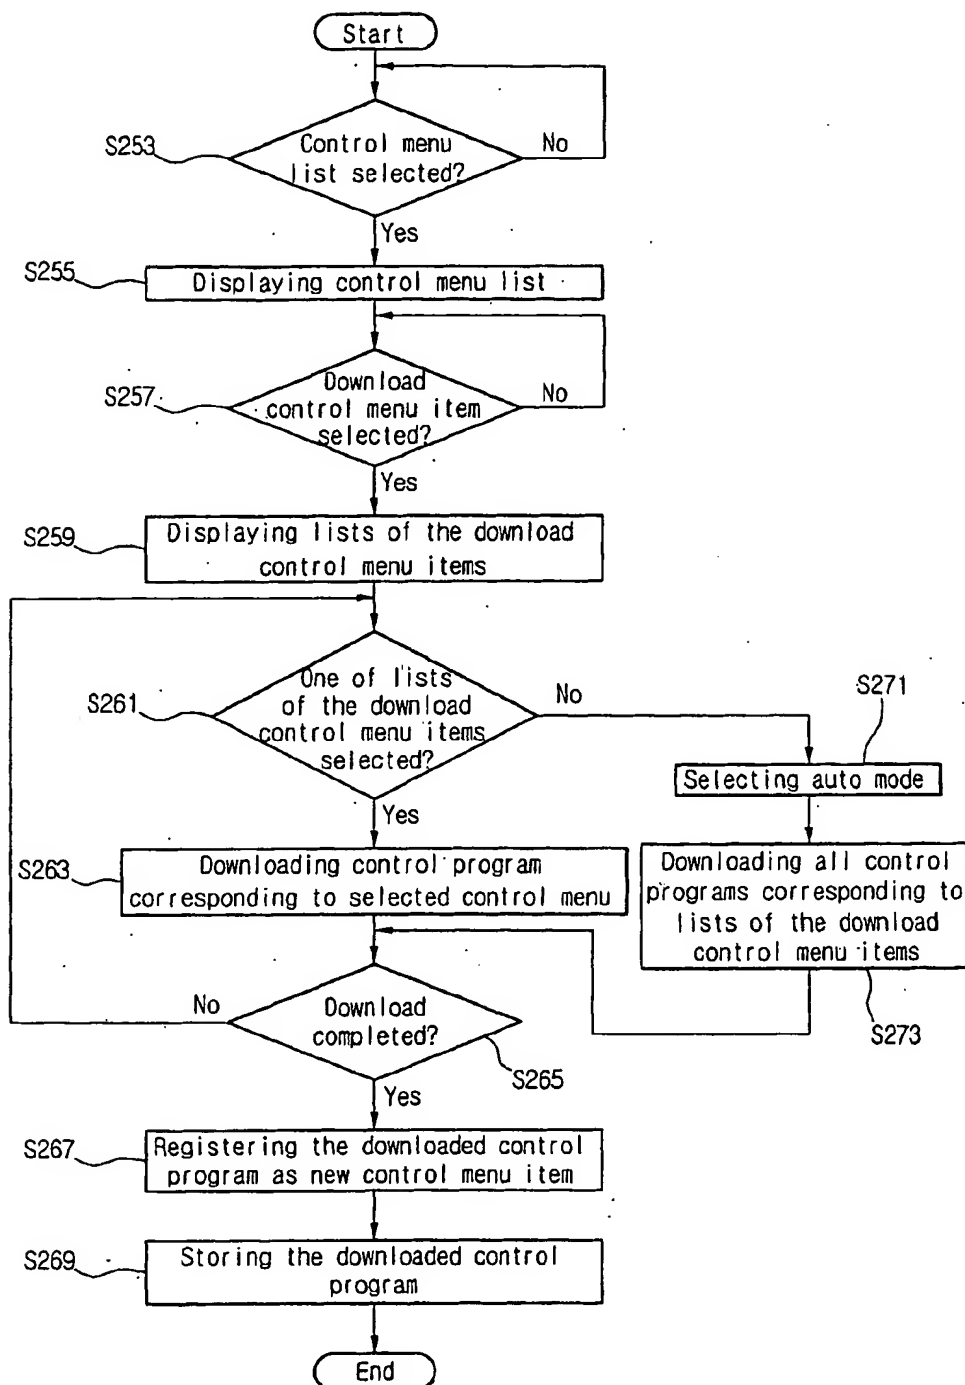 Start
S253
Control menu
list selected?
No
Yes
S255
Displaying control menu list
S257
Download
control menu item
selected?
No
Yes
S259
Displaying lists of the download
control menu items
S261
One of lists
of the download
control menu items
selected?
No
S271
Selecting auto mode
Yes
S263
Downloading control program
corresponding to selected control menu
Downloading all control
programs corresponding to
lists of the download
control menu items
S273
No
Download
completed?
S265
Yes
S267
Registering the downloaded control
program as new control menu item
S269
Storing the downloaded control
program
End